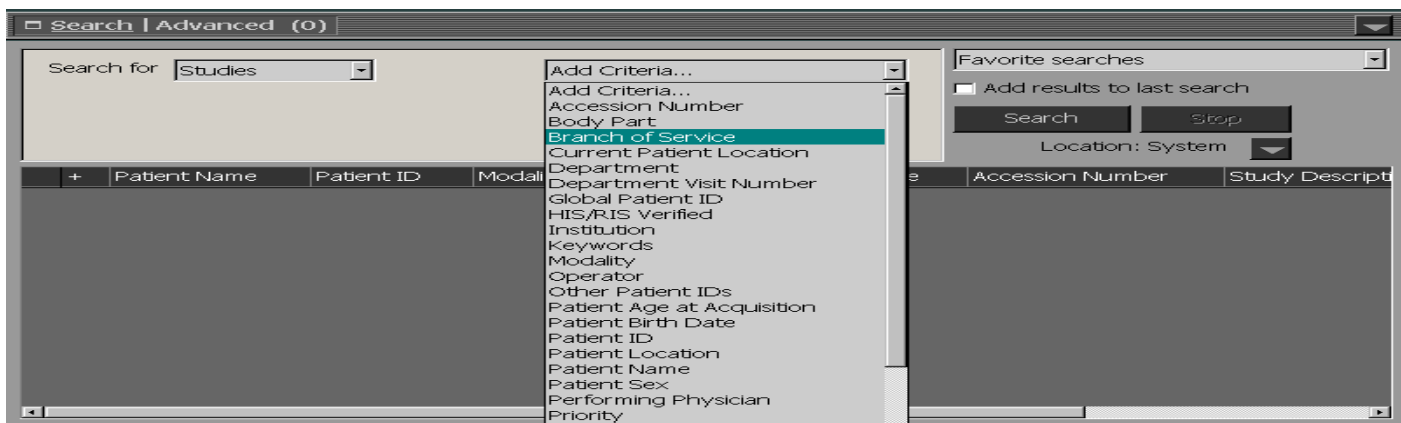 Search | Advanced (0)
Search for Studies
Add Criteria...
Favorite searches
Add results to last search
Search Stop
Location: System
+ Patient Name Patient ID Modali e Accession Number Study Descripti
Add Criteria...
Accession Number
Body Part
Branch of Service
Current Patient Location
Department
Department Visit Number
Global Patient ID
HIS/RIS Verified
Institution
Keywords
Modality
Operator
Other Patient IDs
Patient Age at Acquisition
Patient Birth Date
Patient ID
Patient Location
Patient Name
Patient Sex
Performing Physician
Priority